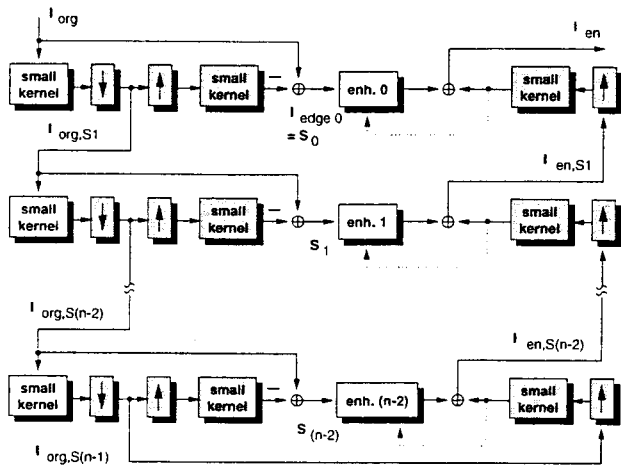 I org
I en
small kernel
↓
↑
small kernel
−
⊕
enh. 0
⊕
small kernel
↑
I edge 0
= S0
I org,S1
I en,S1
small kernel
↓
↑
small kernel
−
⊕
enh. 1
⊕
small kernel
↑
S1
I org,S(n-2)
I en,S(n-2)
small kernel
↓
↑
small kernel
−
⊕
enh. (n-2)
⊕
small kernel
↑
S(n-2)
I org,S(n-1)